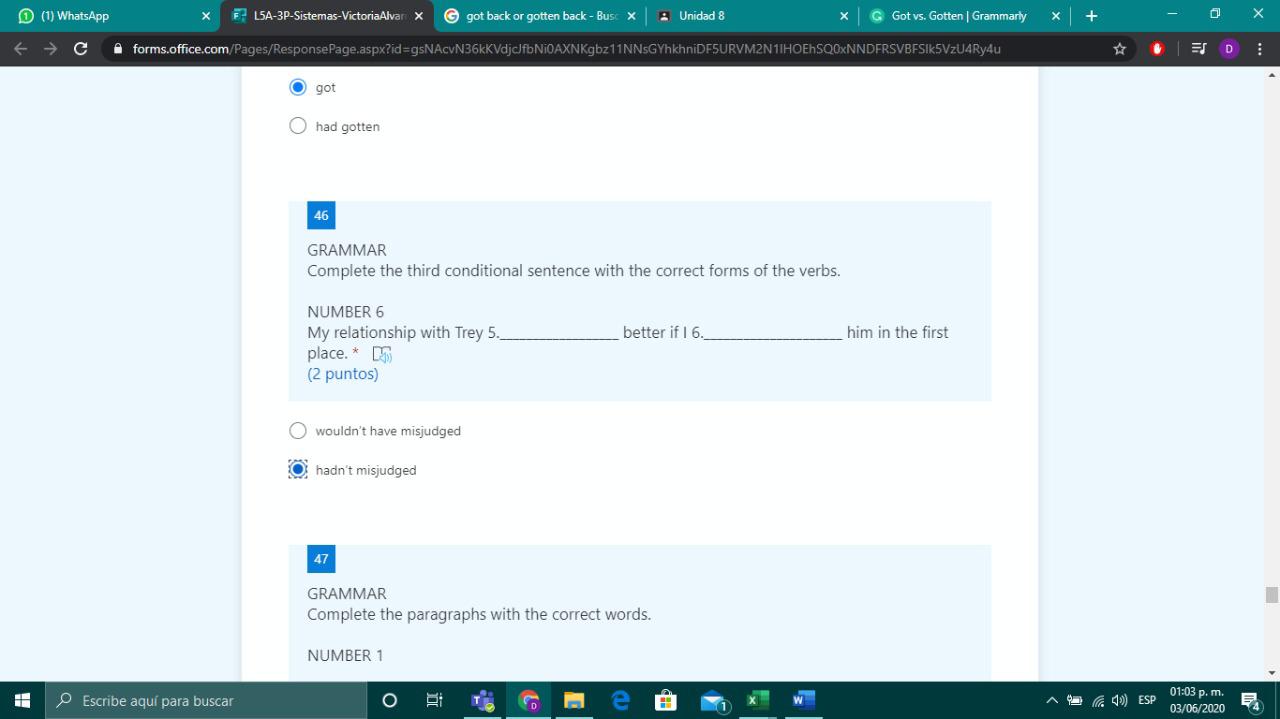 (1) WhatsApp
L5A-3P-Sistemas-VictoriaAlvar
got back or gotten back - Busc
Unidad 8
Got vs. Gotten | Grammarly
forms.office.com/Pages/ResponsePage.aspx?id=gsNAcvN36kKVdjcJfbNi0AXNKgbz11NNsGYhkhniDF5URVM2N1lHOEhSQ0xNNDFRSVBFSlk5VzU4Ry4u
D
got
had gotten
46
GRAMMAR
Complete the third conditional sentence with the correct forms of the verbs.
NUMBER 6
My relationship with Trey 5.________________ better if I 6.___________________ him in the first
place. *
(2 puntos)
wouldn't have misjudged
hadn't misjudged
47
GRAMMAR
Complete the paragraphs with the correct words.
NUMBER 1
Escribe aquí para buscar
ESP
01:03 p. m.
03/06/2020